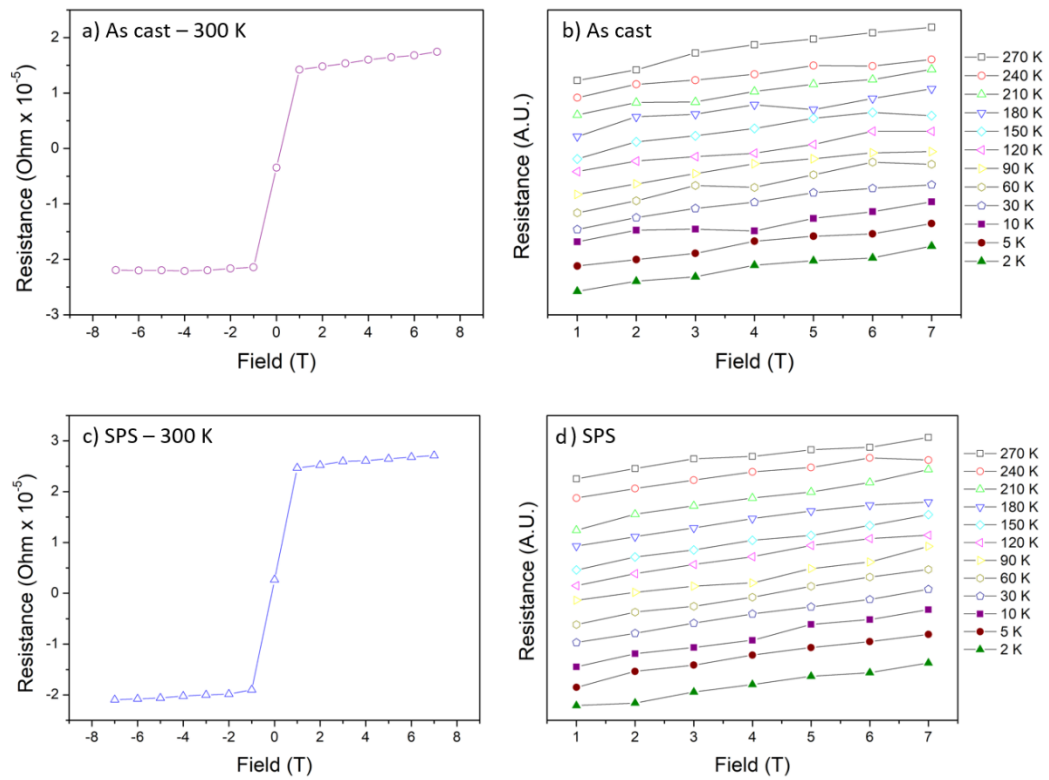 a) As cast – 300 K
Resistance (Ohm x 10-5)
2
1
0
-1
-2
-3
-8 -6 -4 -2 0 2 4 6 8
Field (T)
b) As cast
Resistance (A.U.)
1 2 3 4 5 6 7
Field (T)
270 K
240 K
210 K
180 K
150 K
120 K
90 K
60 K
30 K
10 K
5 K
2 K
c) SPS – 300 K
Resistance (Ohm x 10-5)
3
2
1
0
-1
-2
-8 -6 -4 -2 0 2 4 6 8
Field (T)
d) SPS
Resistance (A.U.)
1 2 3 4 5 6 7
Field (T)
270 K
240 K
210 K
180 K
150 K
120 K
90 K
60 K
30 K
10 K
5 K
2 K